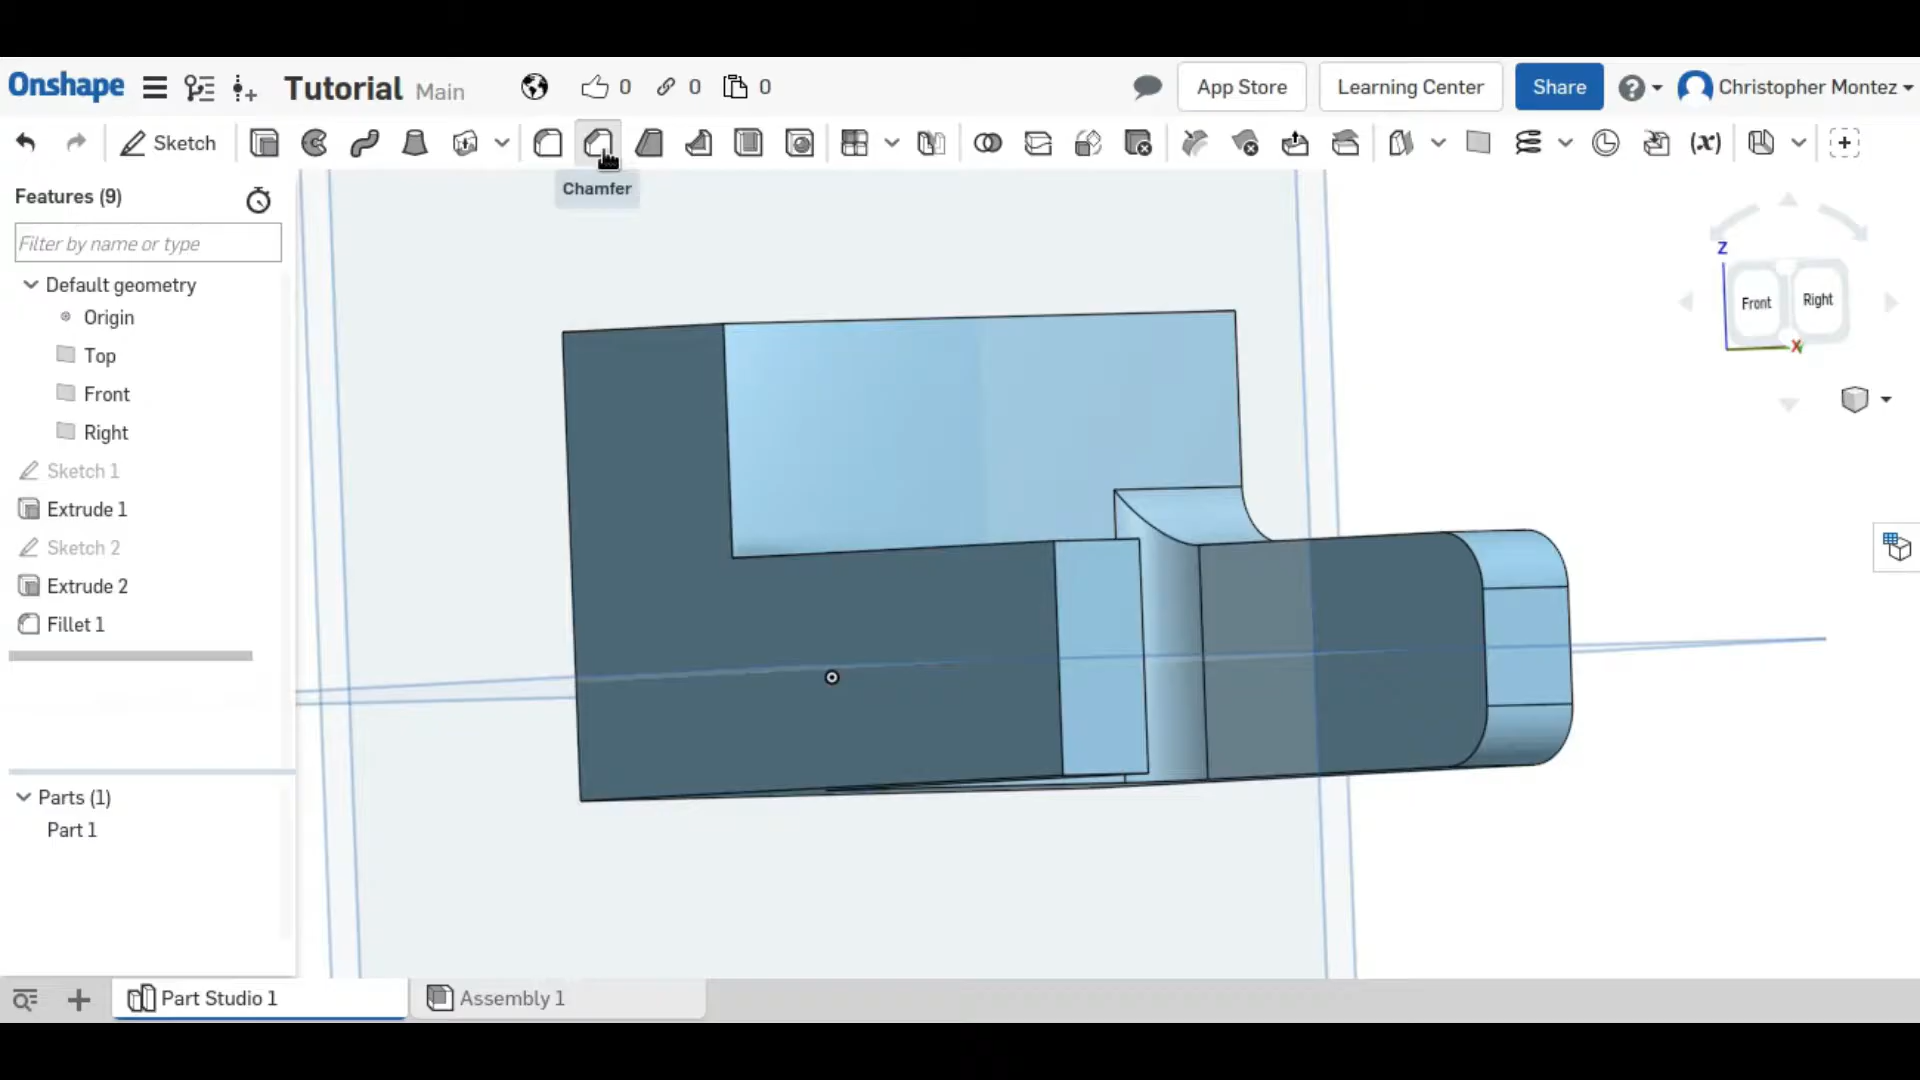 Onshape Tutorial Main 0 0 0 App Store Learning Center Share Christopher Montez
Sketch (x)
Chamfer
Features (9)
Filter by name or type
Default geometry
Origin
Top
Front
Right
Sketch 1
Extrude 1
Sketch 2
Extrude 2
Fillet 1
Parts (1)
Part 1
Z
Front Right
X
Part Studio 1 Assembly 1